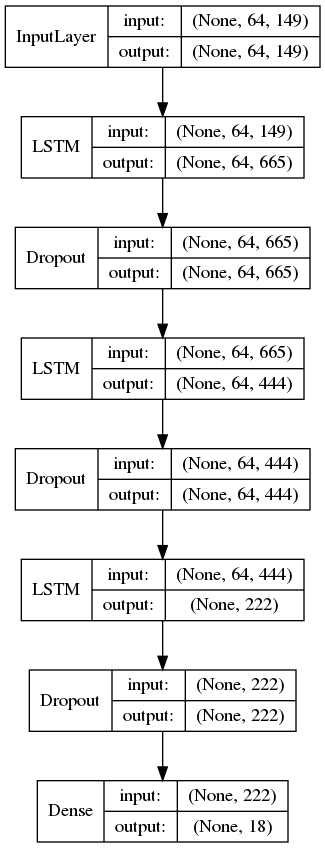 InputLayer input: (None, 64, 149)
output: (None, 64, 149)
LSTM input: (None, 64, 149)
output: (None, 64, 665)
Dropout input: (None, 64, 665)
output: (None, 64, 665)
LSTM input: (None, 64, 665)
output: (None, 64, 444)
Dropout input: (None, 64, 444)
output: (None, 64, 444)
LSTM input: (None, 64, 444)
output: (None, 222)
Dropout input: (None, 222)
output: (None, 222)
Dense input: (None, 222)
output: (None, 18)